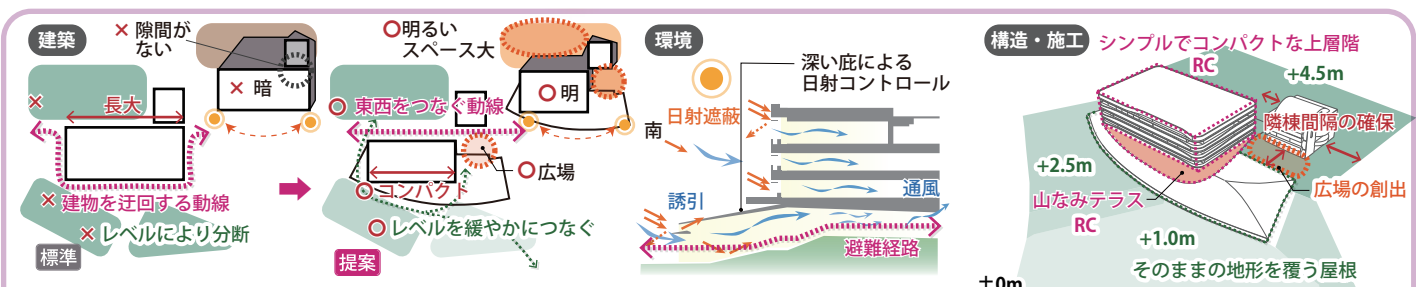 建築
× 隙間が
ない
× 暗
×
長大
× 建物を迂回する動線
× レベルにより分断
標準
○明るい
スペース大
○明
○ 東西をつなぐ動線
○広場
○コンパクト
○レベルを緩やかにつなぐ
提案
環境
深い庇による
日射コントロール
日射遮蔽
南
誘引
通風
避難経路
構造・施工
シンプルでコンパクトな上層階
RC
+4.5m
隣棟間隔の確保
+2.5m
広場の創出
山なみテラス
RC
+1.0m
そのままの地形を覆う屋根
±0m